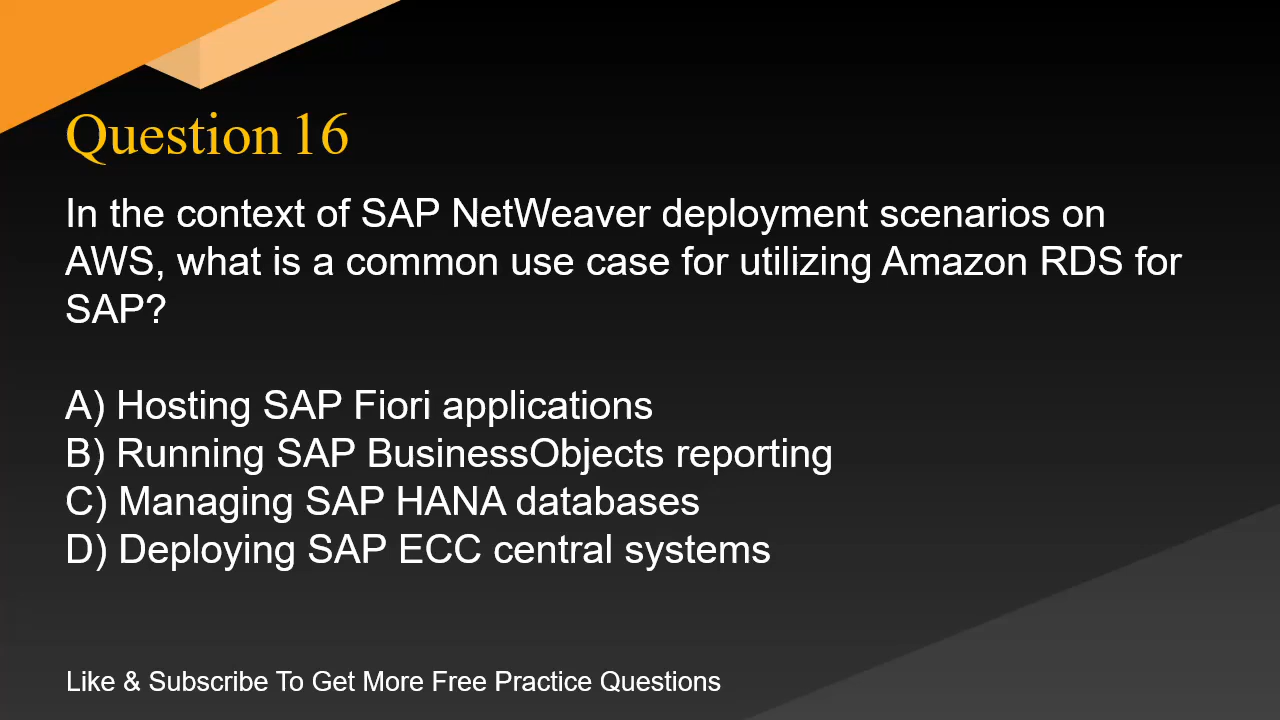 Question 16
In the context of SAP NetWeaver deployment scenarios on
AWS, what is a common use case for utilizing Amazon RDS for
SAP?
A) Hosting SAP Fiori applications
B) Running SAP BusinessObjects reporting
C) Managing SAP HANA databases
D) Deploying SAP ECC central systems
Like & Subscribe To Get More Free Practice Questions